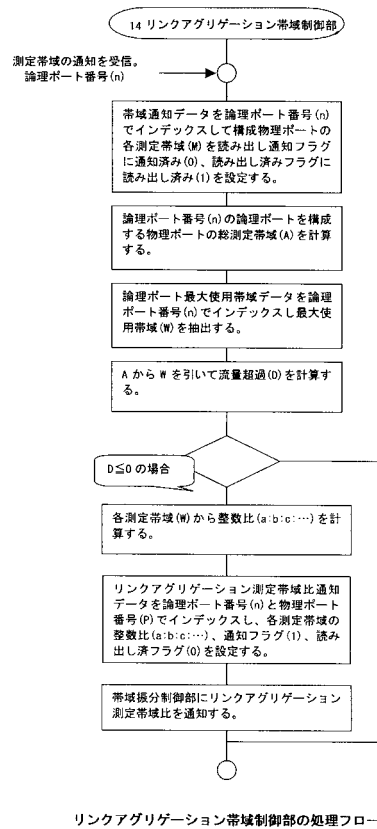 14 リンクアグリゲーション帯域制御部
測定帯域の通知を受信。
論理ポート番号(n)
帯域通知データを論理ポート番号(n)
でインデックスして構成物理ポートの
各測定帯域(M)を読み出し通知フラグ
に通知済み(0)、読み出し済みフラグに
読み出し済み(1)を設定する。
論理ポート番号(n)の論理ポートを構成
する物理ポートの総測定帯域(A)を計算
する。
論理ポート最大使用帯域データを論理
ポート番号(n)でインデックスし最大使
用帯域(W)を抽出する。
A から W を引いて流量超過(D)を計算す
る。
D≦0 の場合
各測定帯域(W)から整数比(a:b:c:…)を計
算する。
リンクアグリゲーション測定帯域比通知
データを論理ポート番号(n)と物理ポート
番号(P)でインデックスし、各測定帯域の
整数比(a:b:c:…)、通知フラグ(1)、読み
出し済フラグ(0)を設定する。
帯域振分制御部にリンクアグリゲーション
測定帯域比を通知する。
リンクアグリゲーション帯域制御部の処理フロー